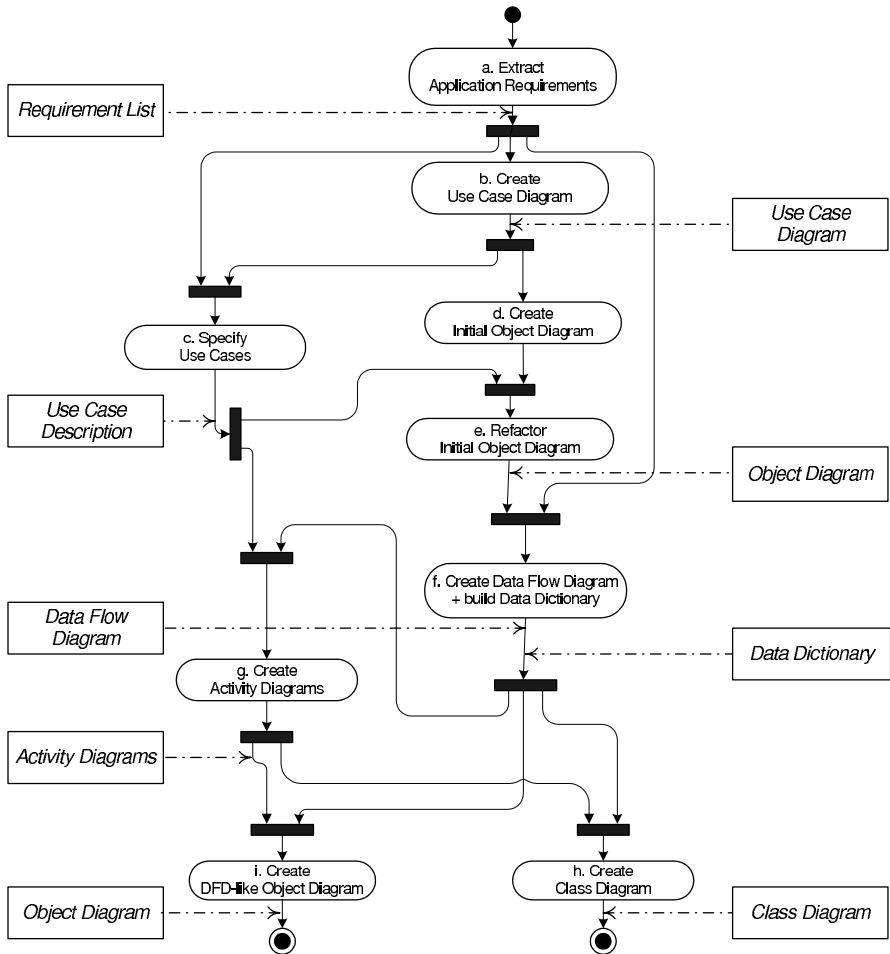 a. Extract
Application Requirements
Requirement List
b. Create
Use Case Diagram
Use Case
Diagram
d. Create
Initial Object Diagram
c. Specify
Use Cases
Use Case
Description
e. Refactor
Initial Object Diagram
Object Diagram
f. Create Data Flow Diagram
+ build Data Dictionary
Data Flow
Diagram
Data Dictionary
g. Create
Activity Diagrams
Activity Diagrams
i. Create
DFD-like Object Diagram
h. Create
Class Diagram
Object Diagram
Class Diagram